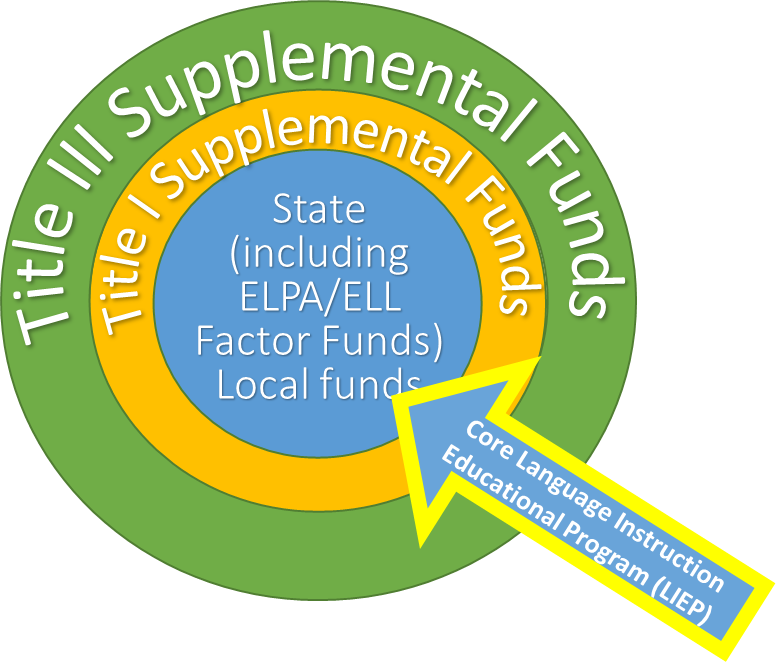 Title III Supplemental Funds
Title I Supplemental Funds
State
(including
ELPA/ELL
Factor Funds)
Local funds
Core Language Instruction
Educational Program (LIEP)